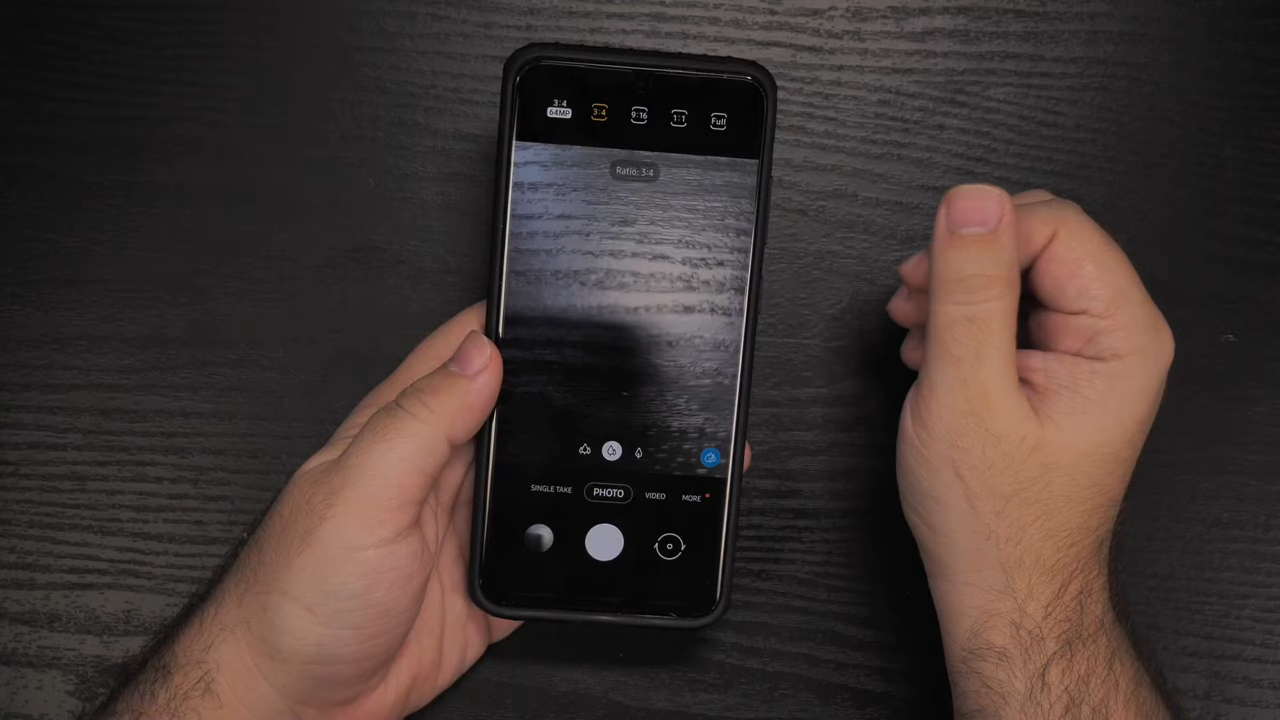 3:4
64MP
3:4
9:16
1:1
Full
Ratio: 3:4
SINGLE TAKE
PHOTO
VIDEO
MORE